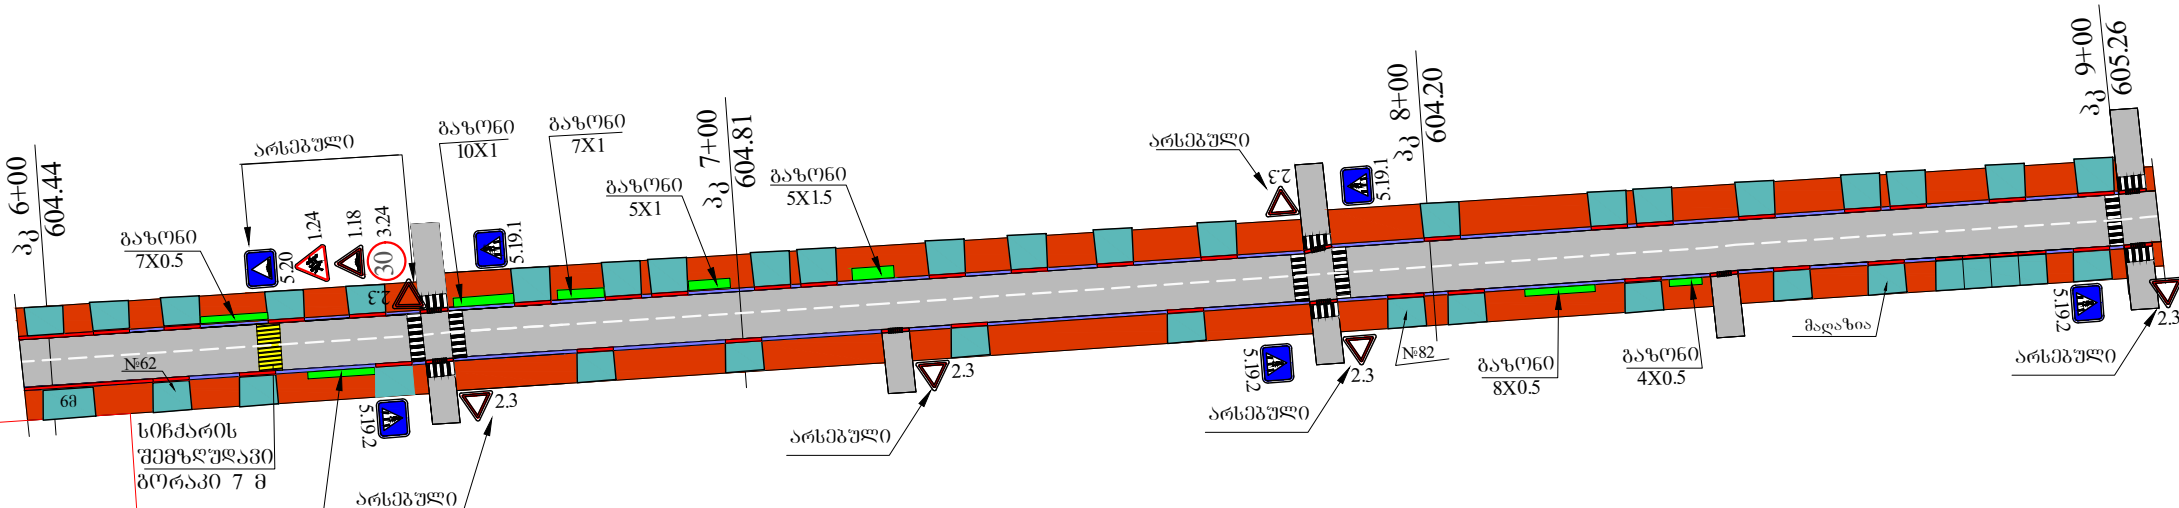 პკ 6+00
604.44
არსებული
გაზონი
7X0.5
5.20
1.24
1.18
3.24
30
2.3
გაზონი
10X1
5.19.1
გაზონი
7X1
გაზონი
5X1
პკ 7+00
604.81
გაზონი
5X1.5
არსებული
2.3
5.19.1
პკ 8+00
604.20
პკ 9+00
605.26
№62
6მ
სიჩქარის
შემზღუდავი
ბორაკი 7 მ
5.19.2
2.3
არსებული
2.3
არსებული
5.19.2
2.3
არსებული
№82
გაზონი
8X0.5
გაზონი
4X0.5
მაღაზია
5.19.2
2.3
არსებული